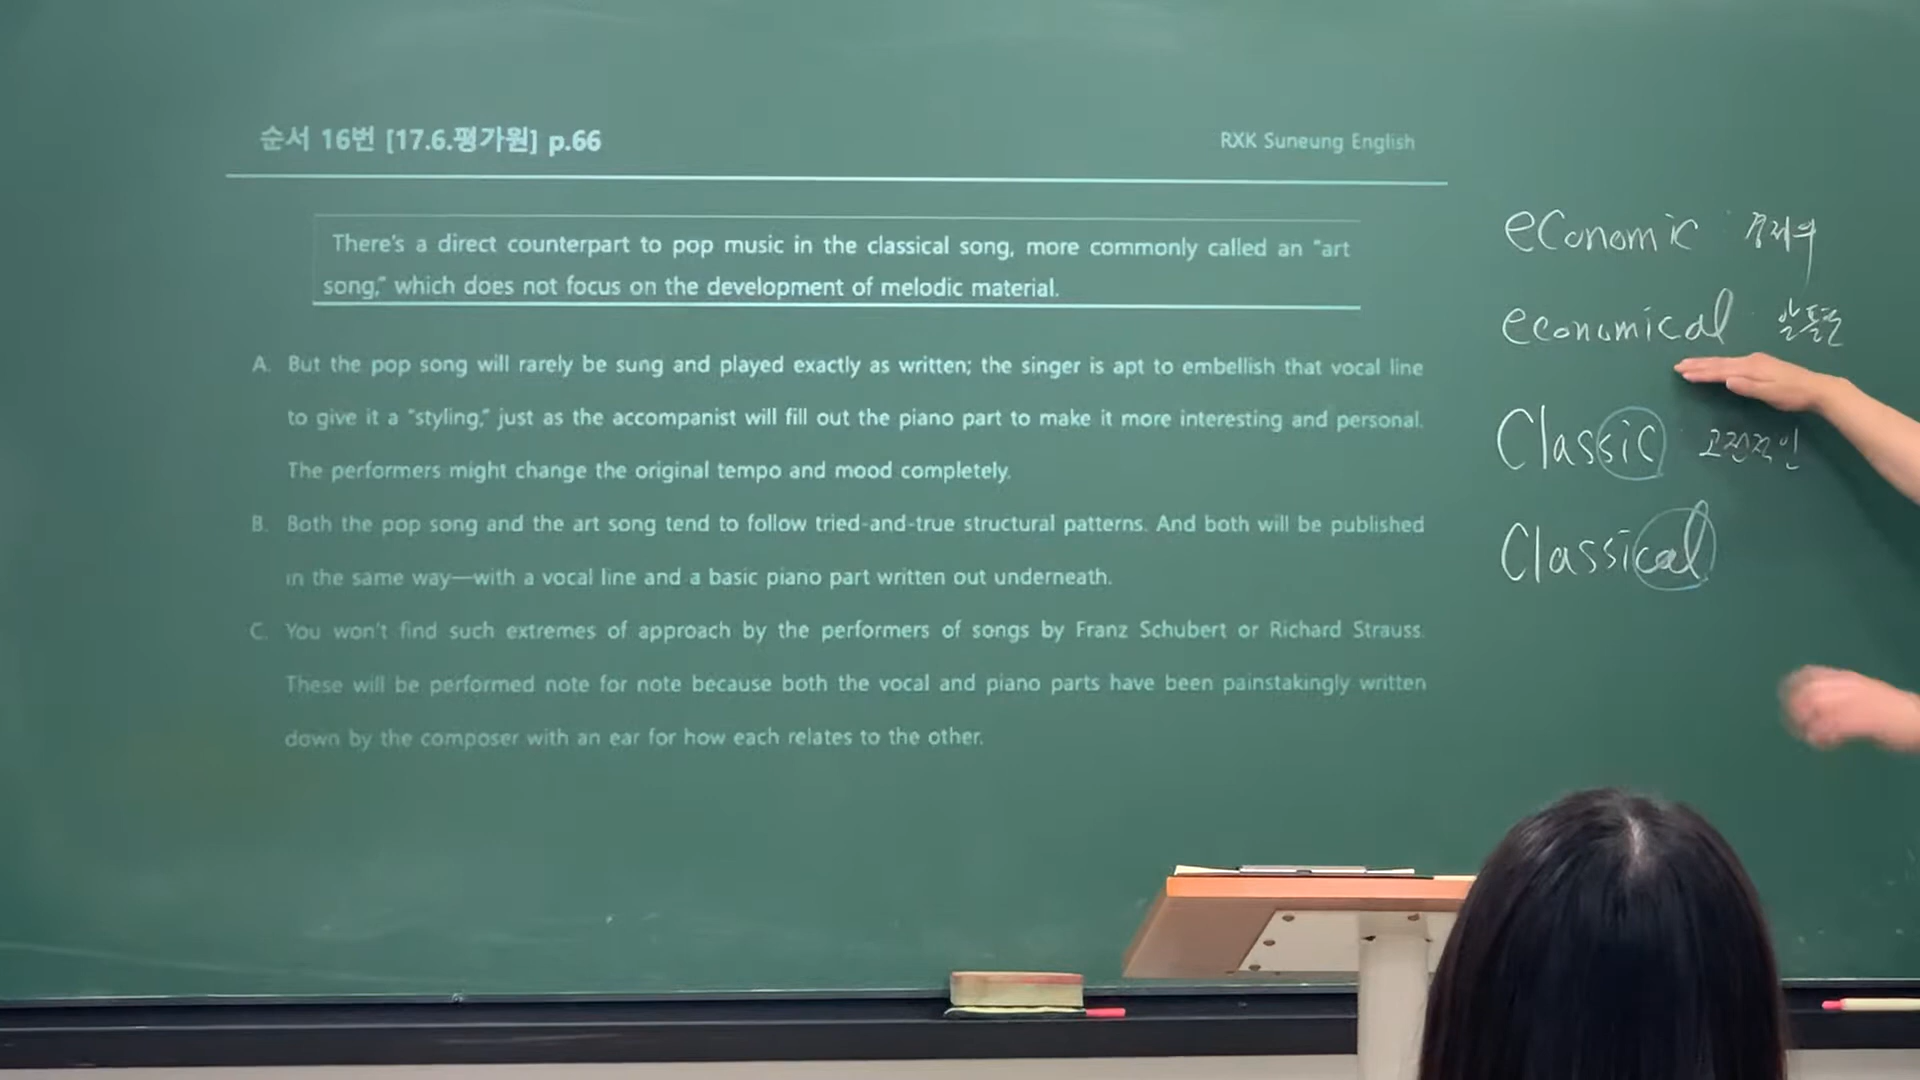 순서 16번 [17.6.평가원] p.66
RXK Suneung English
There's a direct counterpart to pop music in the classical song, more commonly called an "art
song," which does not focus on the development of melodic material.
A. But the pop song will rarely be sung and played exactly as written; the singer is apt to embellish that vocal line
to give it a "styling," just as the accompanist will fill out the piano part to make it more interesting and personal.
The performers might change the original tempo and mood completely.
B. Both the pop song and the art song tend to follow tried-and-true structural patterns. And both will be published
in the same way—with a vocal line and a basic piano part written out underneath.
C. You won't find such extremes of approach by the performers of songs by Franz Schubert or Richard Strauss.
These will be performed note for note because both the vocal and piano parts have been painstakingly written
down by the composer with an ear for how each relates to the other.
economic
economical
Classic 고전적인
Classical